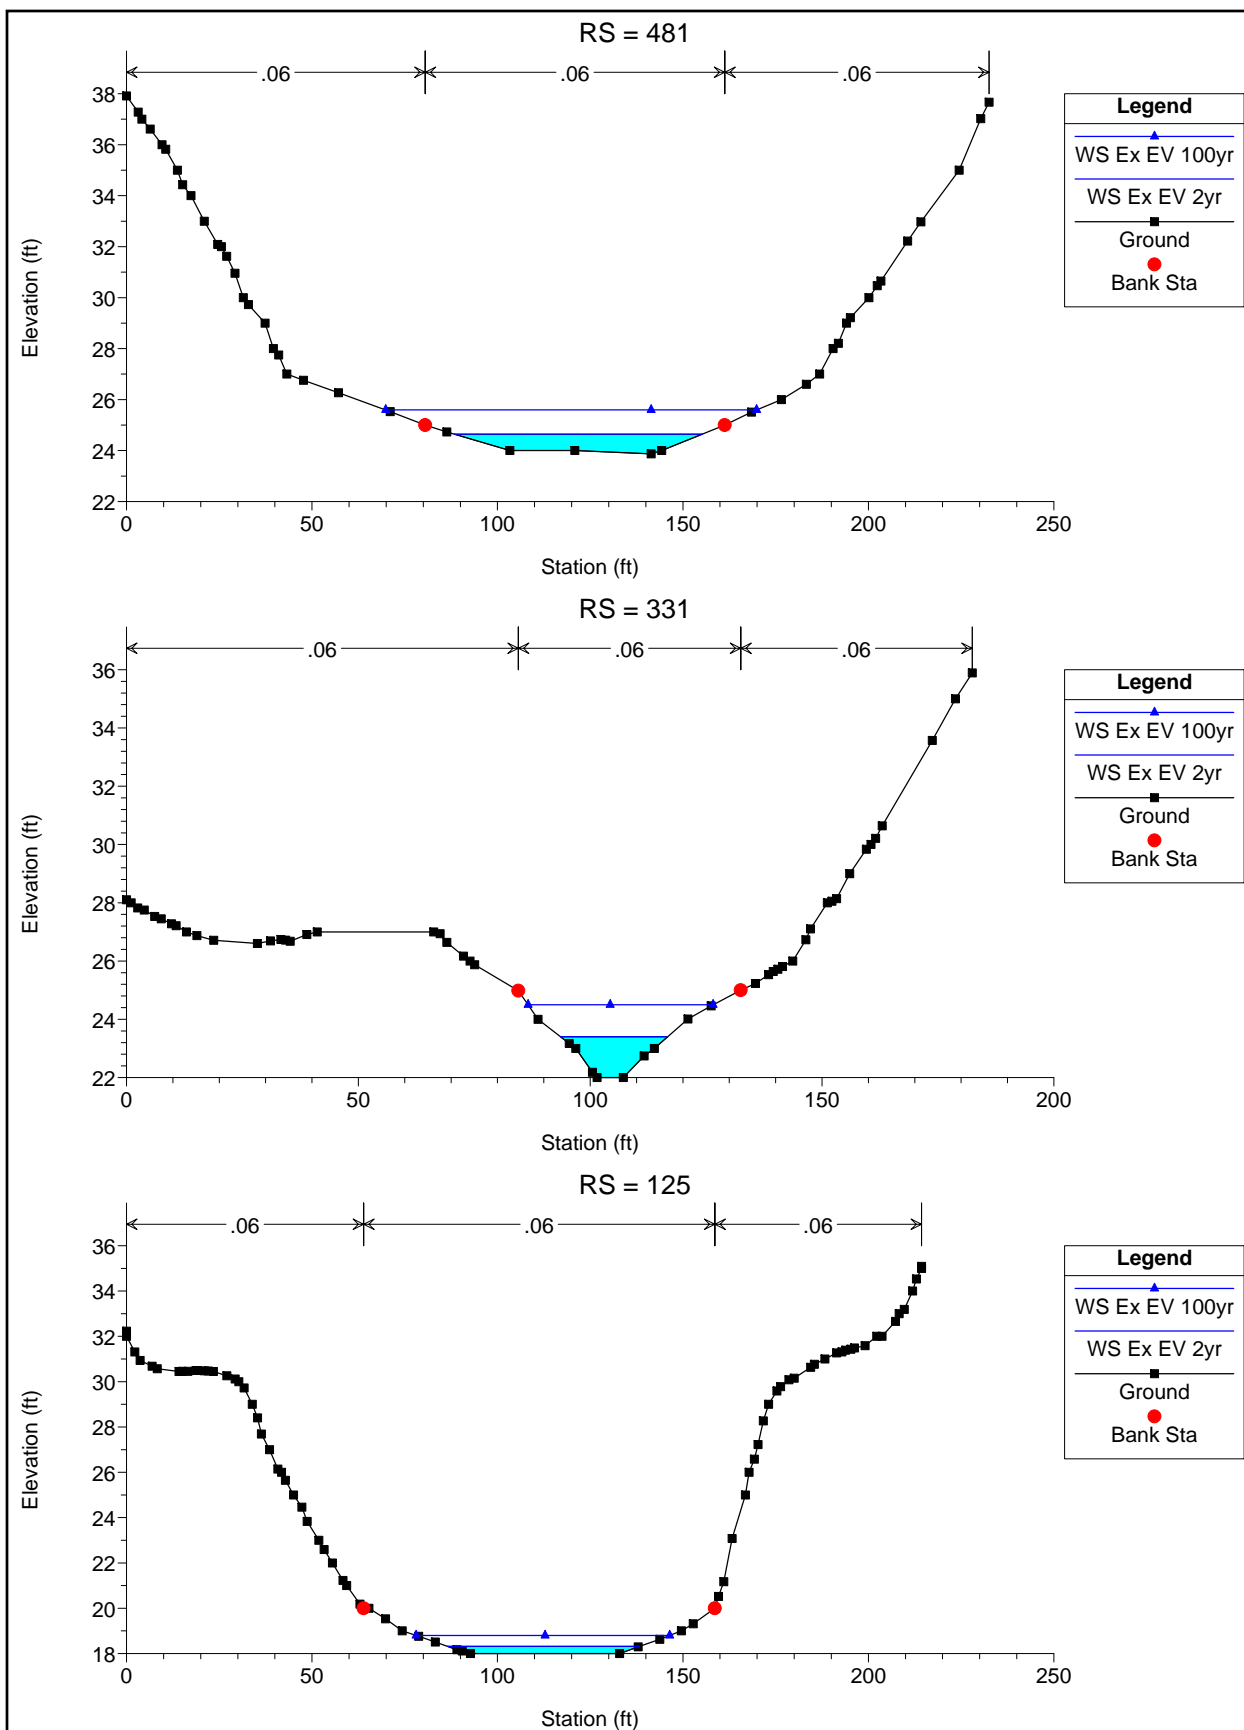 RS = 481
.06 .06 .06
38
36
34
32
30
28
26
24
22
Elevation (ft)
0 50 100 150 200 250
Station (ft)
Legend
WS Ex EV 100yr
WS Ex EV 2yr
Ground
Bank Sta
RS = 331
.06 .06 .06
36
34
32
30
28
26
24
22
Elevation (ft)
0 50 100 150 200
Station (ft)
Legend
WS Ex EV 100yr
WS Ex EV 2yr
Ground
Bank Sta
RS = 125
.06 .06 .06
36
34
32
30
28
26
24
22
20
18
Elevation (ft)
0 50 100 150 200 250
Station (ft)
Legend
WS Ex EV 100yr
WS Ex EV 2yr
Ground
Bank Sta